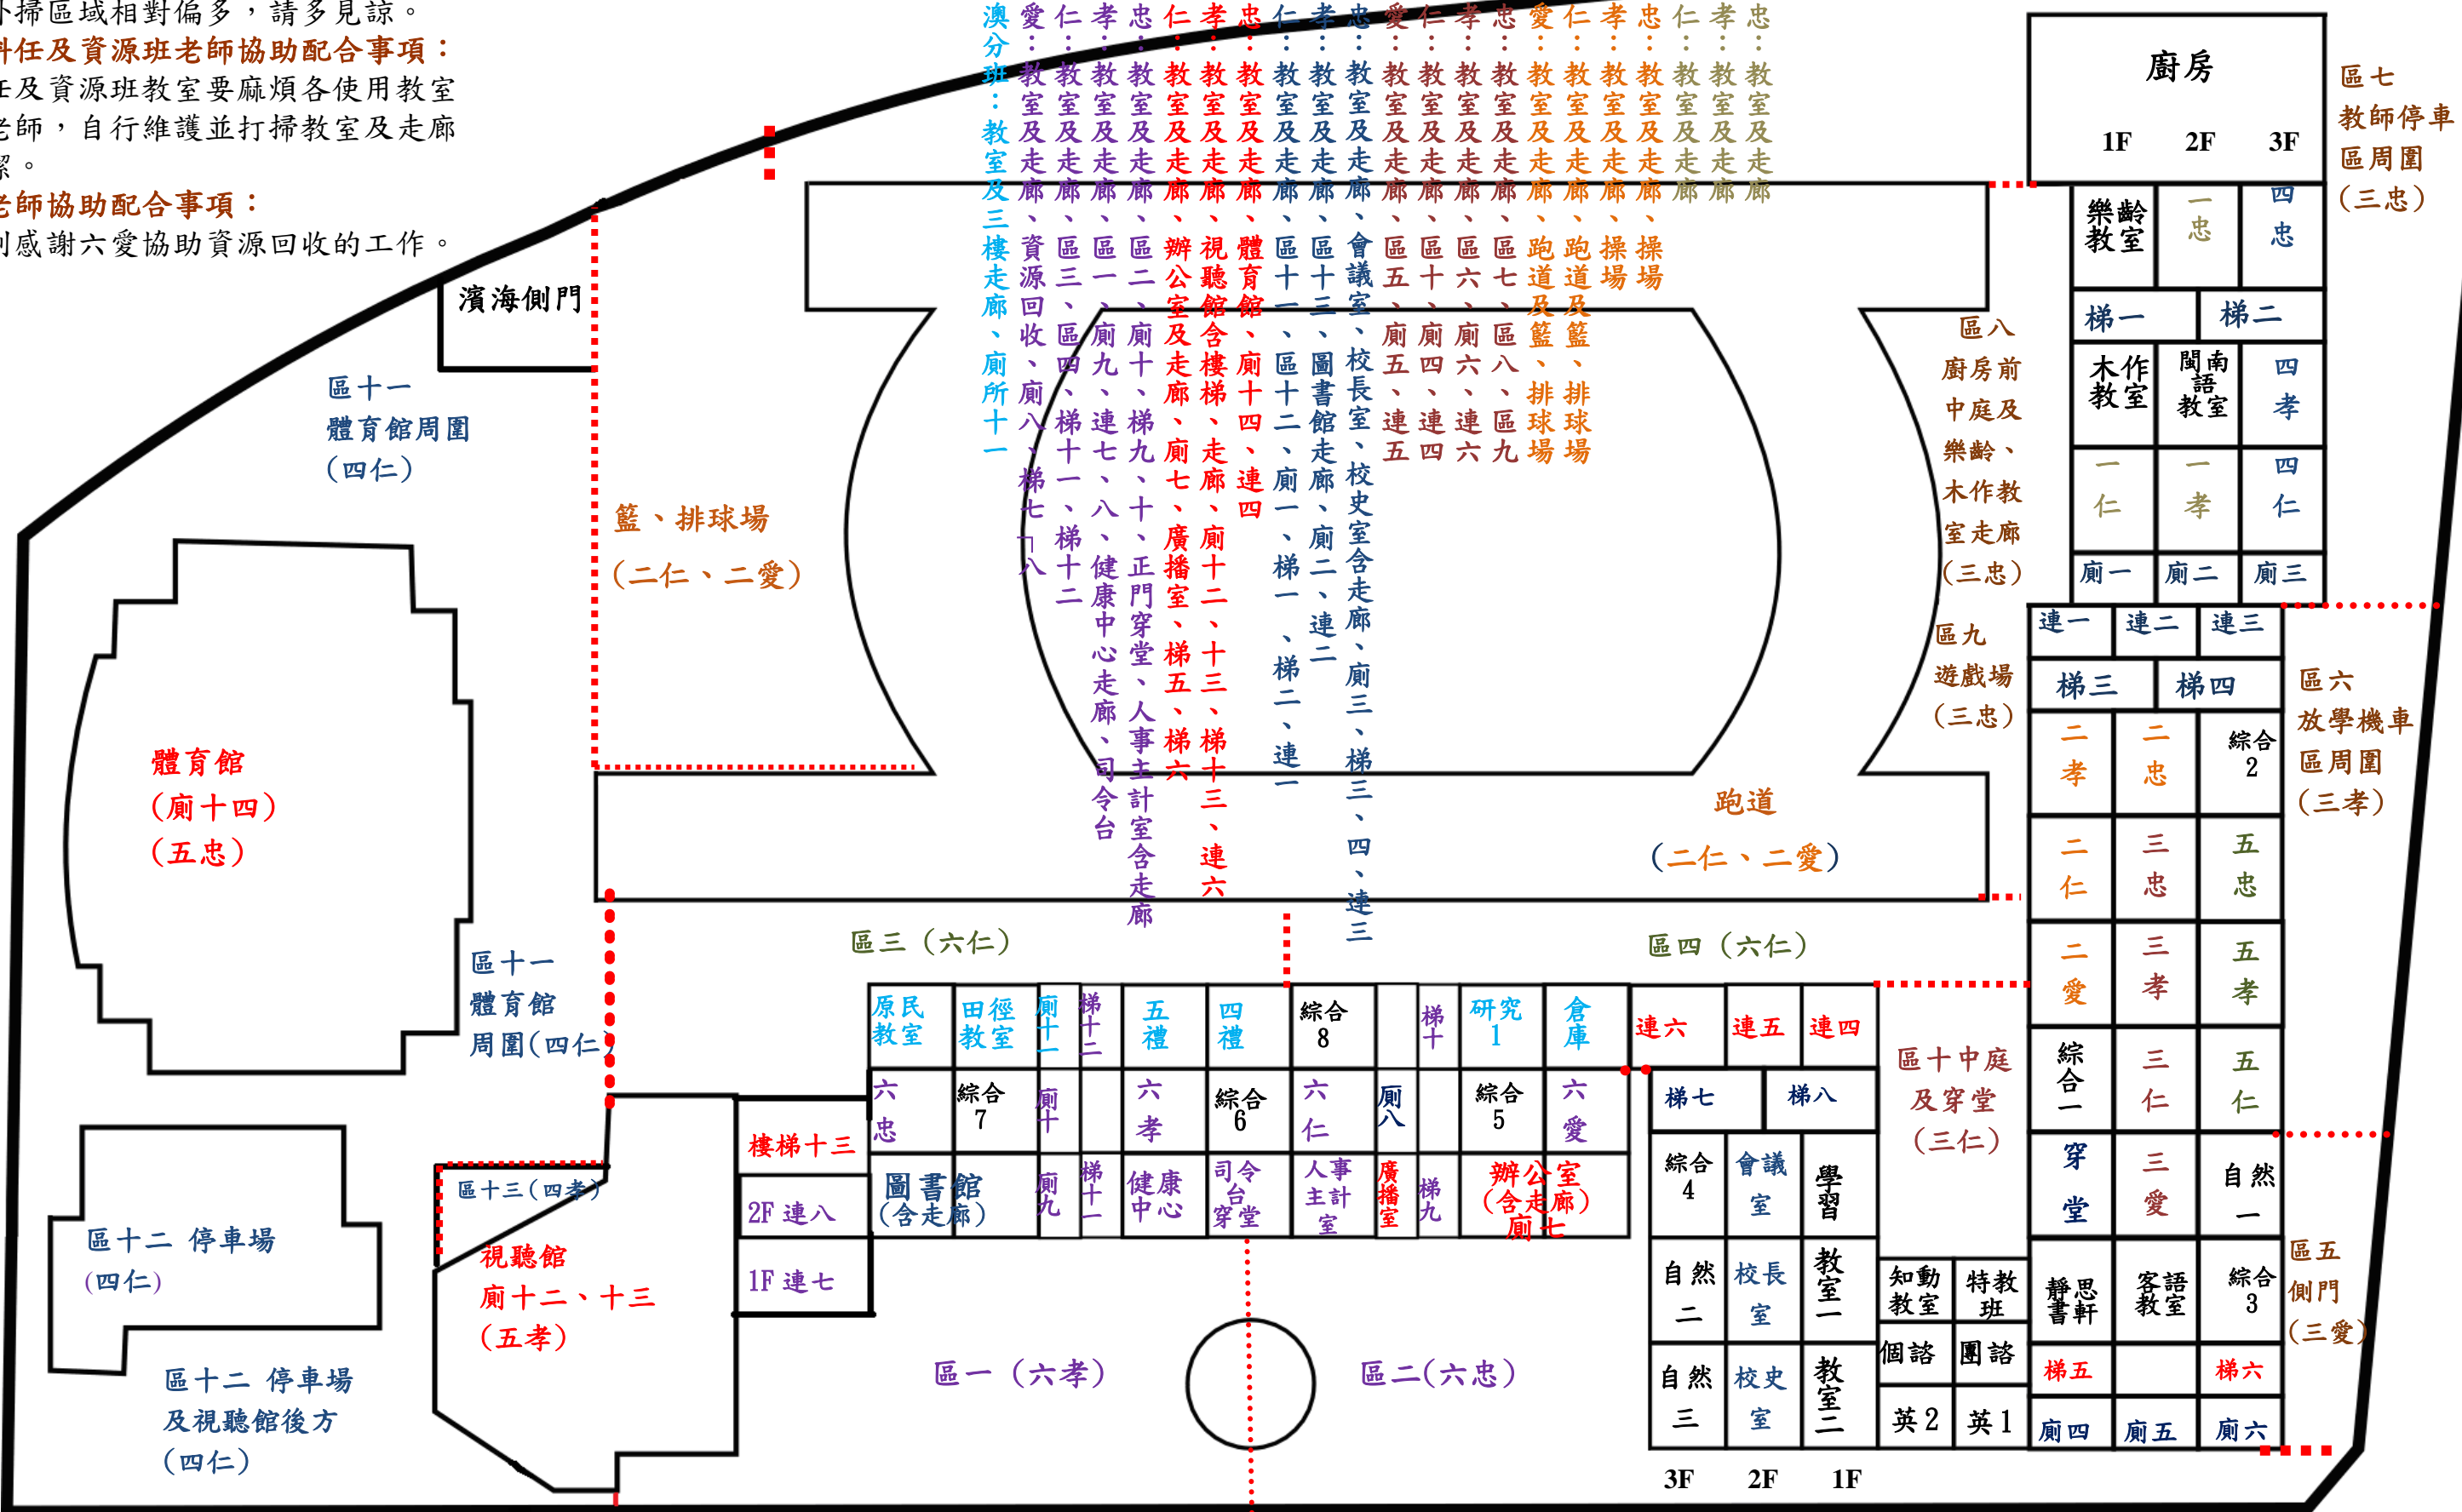 外掃區域相對偏多，請多見諒。
科任及資源班老師協助配合事項：
任及資源班教室要麻煩各使用教室
老師，自行維護並打掃教室及走廊
潔。
老師協助配合事項：
別感謝六愛協助資源回收的工作。
忠：教室及走廊
孝：教室及走廊
仁：教室及走廊
忠：教室及走廊、操場
孝：教室及走廊、操場
仁：教室及走廊、跑道及籃、排球場
愛：教室及走廊、跑道及籃、排球場
忠：教室及走廊、區七、區八、區九
孝：教室及走廊、區六、廁六、連六
仁：教室及走廊、區十、廁四、連四
愛：教室及走廊、區五、廁五、連五
忠：教室及走廊、會議室、校長室、校史室含走廊、廁三、梯三、四、連三
孝：教室及走廊、區十三、圖書館走廊、廁二、連二
仁：教室及走廊、區十一、區十二、廁一、梯一、梯二、連一
忠：教室及走廊、體育館、廁十四、連四
孝：教室及走廊、視聽館含樓梯、走廊、廁十二、十三、梯十三、連六
仁：教室及走廊、辦公室及走廊、廁七、廣播室、梯五、梯六
忠：教室及走廊、區二、廁十、梯九、十、正門穿堂、人事主計室含走廊
孝：教室及走廊、區一、廁九、連七、八、健康中心走廊、司令台
仁：教室及走廊、區三、區四、梯十一、梯十二
愛：教室及走廊、資源回收、廁八、梯七、八
澳分班：教室及三樓走廊、廁所十一
廚房
1F 2F 3F
區七
教師停車
區周圍
(三忠)
樂齡教室
一忠
四忠
梯一 梯二
木作教室
閩南語教室
四孝
一仁
一孝
四仁
廁一 廁二 廁三
區八
廚房前
中庭及
樂齡、
木作教
室走廊
(三忠)
區九
遊戲場
(三忠)
連一 連二 連三
梯三 梯四
二孝
二忠
綜合2
二仁
三忠
五忠
二愛
三孝
五孝
綜合一
三仁
五仁
穿堂
三愛
自然一
靜思書軒
客語教室
綜合3
梯五 梯六
廁四 廁五 廁六
區六
放學機車
區周圍
(三孝)
區五
側門
(三愛)
濱海側門
區十一
體育館周圍
(四仁)
籃、排球場
(二仁、二愛)
跑道
(二仁、二愛)
體育館
(廁十四)
(五忠)
區十一
體育館
周圍(四仁)
區三 (六仁)
區四 (六仁)
原民教室
田徑教室
廁十一
梯十二
五禮
四禮
綜合8
梯十
研究1
倉庫
連六 連五 連四
六忠
綜合7
廁十
六孝
綜合6
六仁
廁八
綜合5
六愛
圖書館
(含走廊)
廁九
梯十一
健康中心
司令台穿堂
人事主計室
廣播室
梯九
辦公室
(含走廊)
廁七
梯七 梯八
綜合4
會議室
學習教室一
自然二
校長室
自然三
校史室
教室二
3F 2F 1F
區十中庭
及穿堂
(三仁)
知動教室
特教班
個諮 團諮
英2 英1
樓梯十三
2F 連八
1F 連七
區十三(四孝)
視聽館
廁十二、十三
(五孝)
區十二 停車場
(四仁)
區十二 停車場
及視聽館後方
(四仁)
區一 (六孝)
區二(六忠)